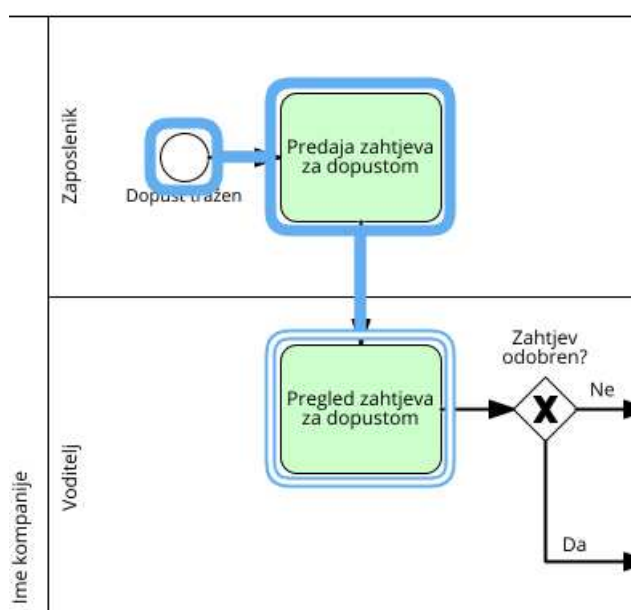 Ime kompanije
Zaposlenik
Dopust tražen
Predaja zahtjeva
za dopustom
Voditelj
Pregled zahtjeva
za dopustom
Zahtjev
odobren?
X
Ne
Da